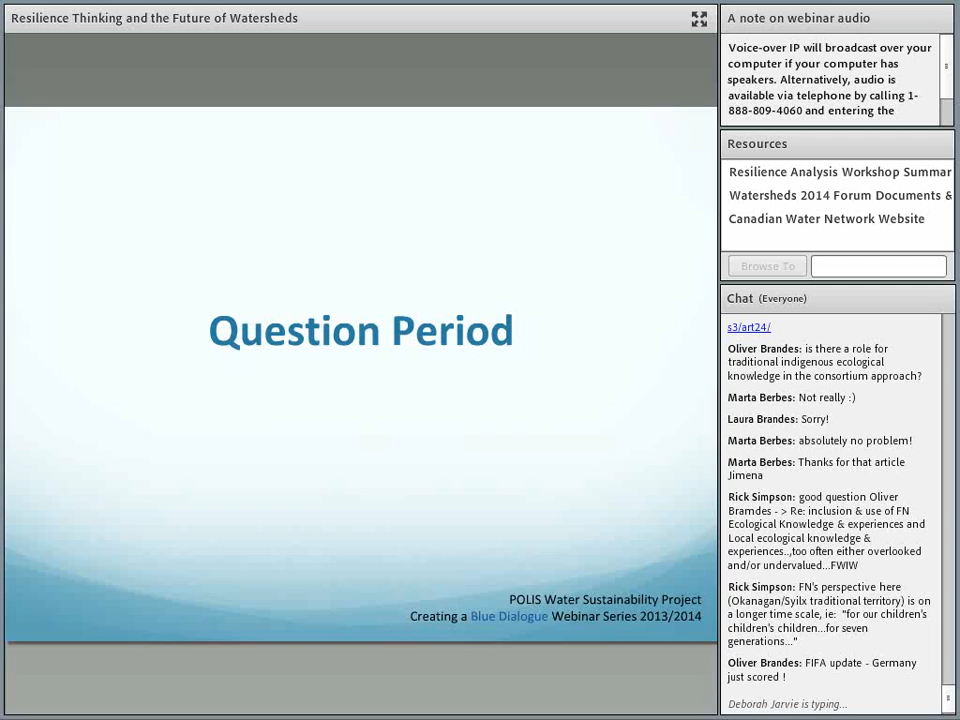 Resilience Thinking and the Future of Watersheds
Question Period
POLIS Water Sustainability Project
Creating a Blue Dialogue Webinar Series 2013/2014
A note on webinar audio
Voice-over IP will broadcast over your
computer if your computer has
speakers. Alternatively, audio is
available via telephone by calling 1-
888-809-4060 and entering the
Resources
Resilience Analysis Workshop Summar
Watersheds 2014 Forum Documents &
Canadian Water Network Website
Browse To
Chat (Everyone)
s3/art24/
Oliver Brandes: is there a role for
traditional indigenous ecological
knowledge in the consortium approach?
Marta Berbes: Not really :)
Laura Brandes: Sorry!
Marta Berbes: absolutely no problem!
Marta Berbes: Thanks for that article
Jimena
Rick Simpson: good question Oliver
Bramdes - > Re: inclusion & use of FN
Ecological Knowledge & experiences and
Local ecological knowledge &
experiences..,too often either overlooked
and/or undervalued...FWIW
Rick Simpson: FN's perspective here
(Okanagan/Syilx traditional territory) is on
a longer time scale, ie: "for our children's
children's children...for seven
generations..."
Oliver Brandes: FIFA update - Germany
just scored !
Deborah Jarvie is typing...